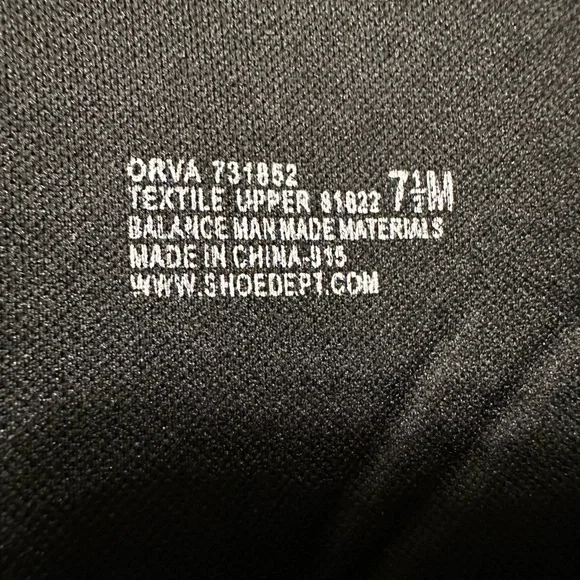 ORVA 731852
TEXTILE UPPER 81822 7½M
BALANCE MAN MADE MATERIALS
MADE IN CHINA-915
WWW.SHOEDEPT.COM